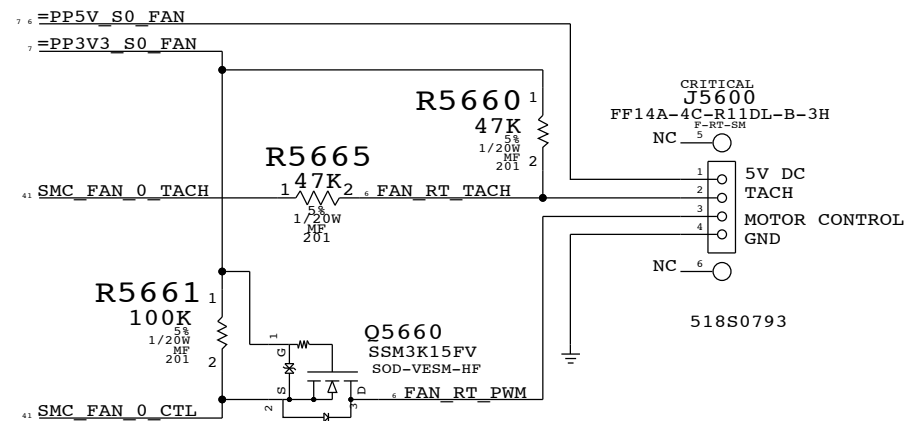 7 6 =PP5V_S0_FAN
7 =PP3V3_S0_FAN
CRITICAL
J5600
FF14A-4C-R11DL-B-3H
F-RT-SM
R5660 1
47K
5%
1/20W
MF
201 2
NC 5
R5665
1 47K 2
5%
1/20W
MF
201
41 SMC_FAN_0_TACH
6 FAN_RT_TACH
1 5V DC
2 TACH
3 MOTOR CONTROL
4 GND
NC 6
518S0793
R5661 1
100K
5%
1/20W
MF
201 2
Q5660
SSM3K15FV
SOD-VESM-HF
1
G
S
D
2
3
6 FAN_RT_PWM
41 SMC_FAN_0_CTL